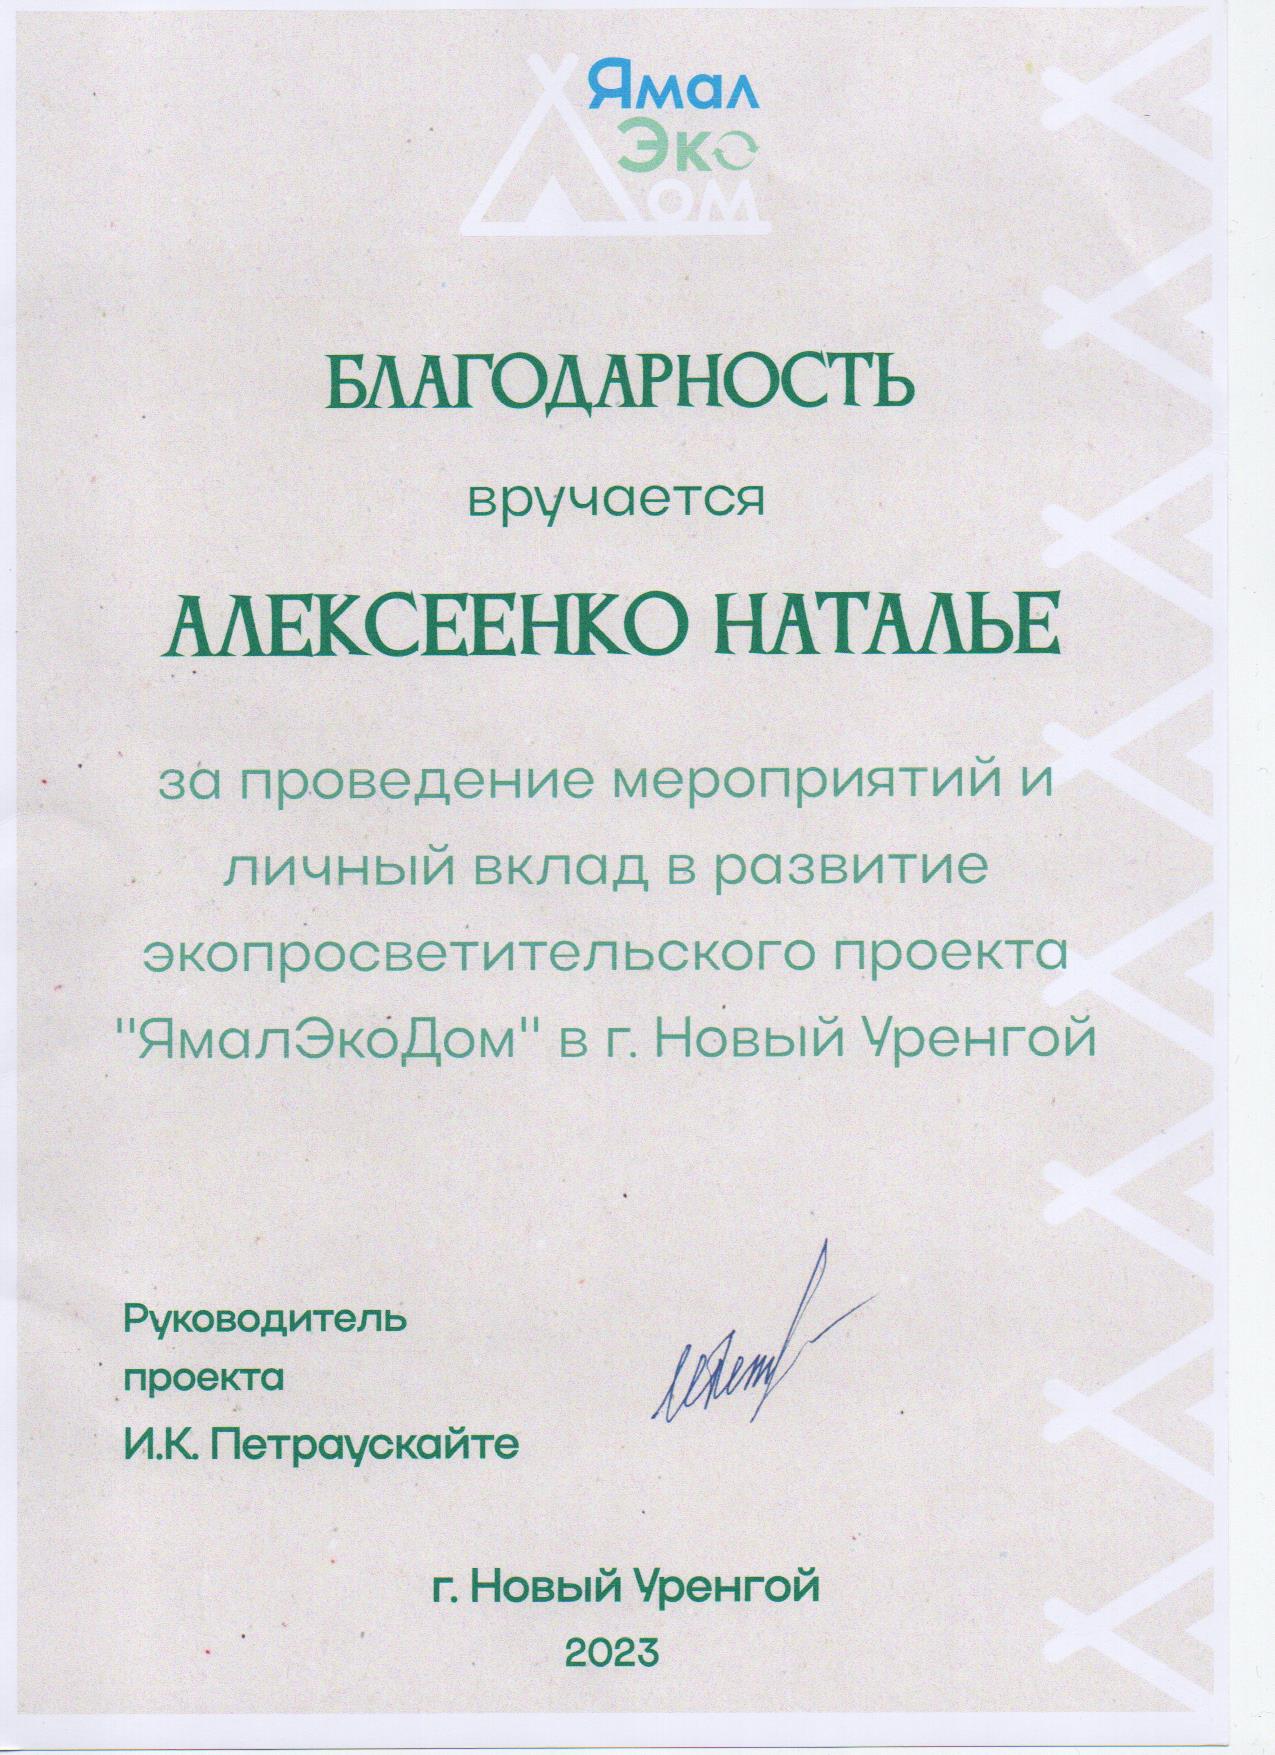 Ямал
Эко
Дом
БЛАГОДАРНОСТЬ
вручается
АЛЕКСЕЕНКО НАТАЛЬЕ
за проведение мероприятий и
личный вклад в развитие
экопросветительского проекта
"ЯмалЭкоДом" в г. Новый Уренгой
Руководитель
проекта
И.К. Петраускайте
г. Новый Уренгой
2023